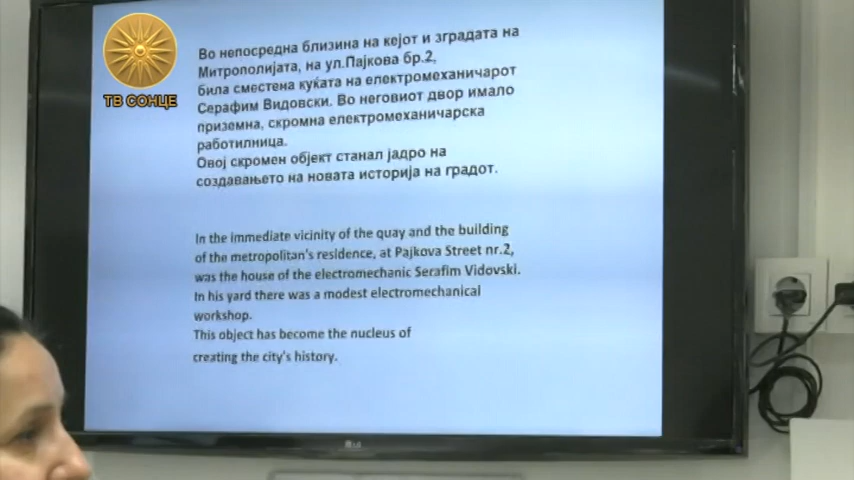 ТВ СОНЦЕ
Во непосредна близина на кејот и зградата на
Митрополијата, на ул.Пајкова бр.2,
била сместена куќата на електромеханичарот
Серафим Видовски. Во неговиот двор имало
приземна, скромна електромеханичарска
работилница.
Овој скромен објект станал јадро на
создавањето на новата историја на градот.
In the immediate vicinity of the quay and the building
of the metropolitan's residence, at Pajkova Street nr.2,
was the house of the electromechanic Serafim Vidovski.
In his yard there was a modest electromechanical
workshop.
This object has become the nucleus of
creating the city's history.
LG